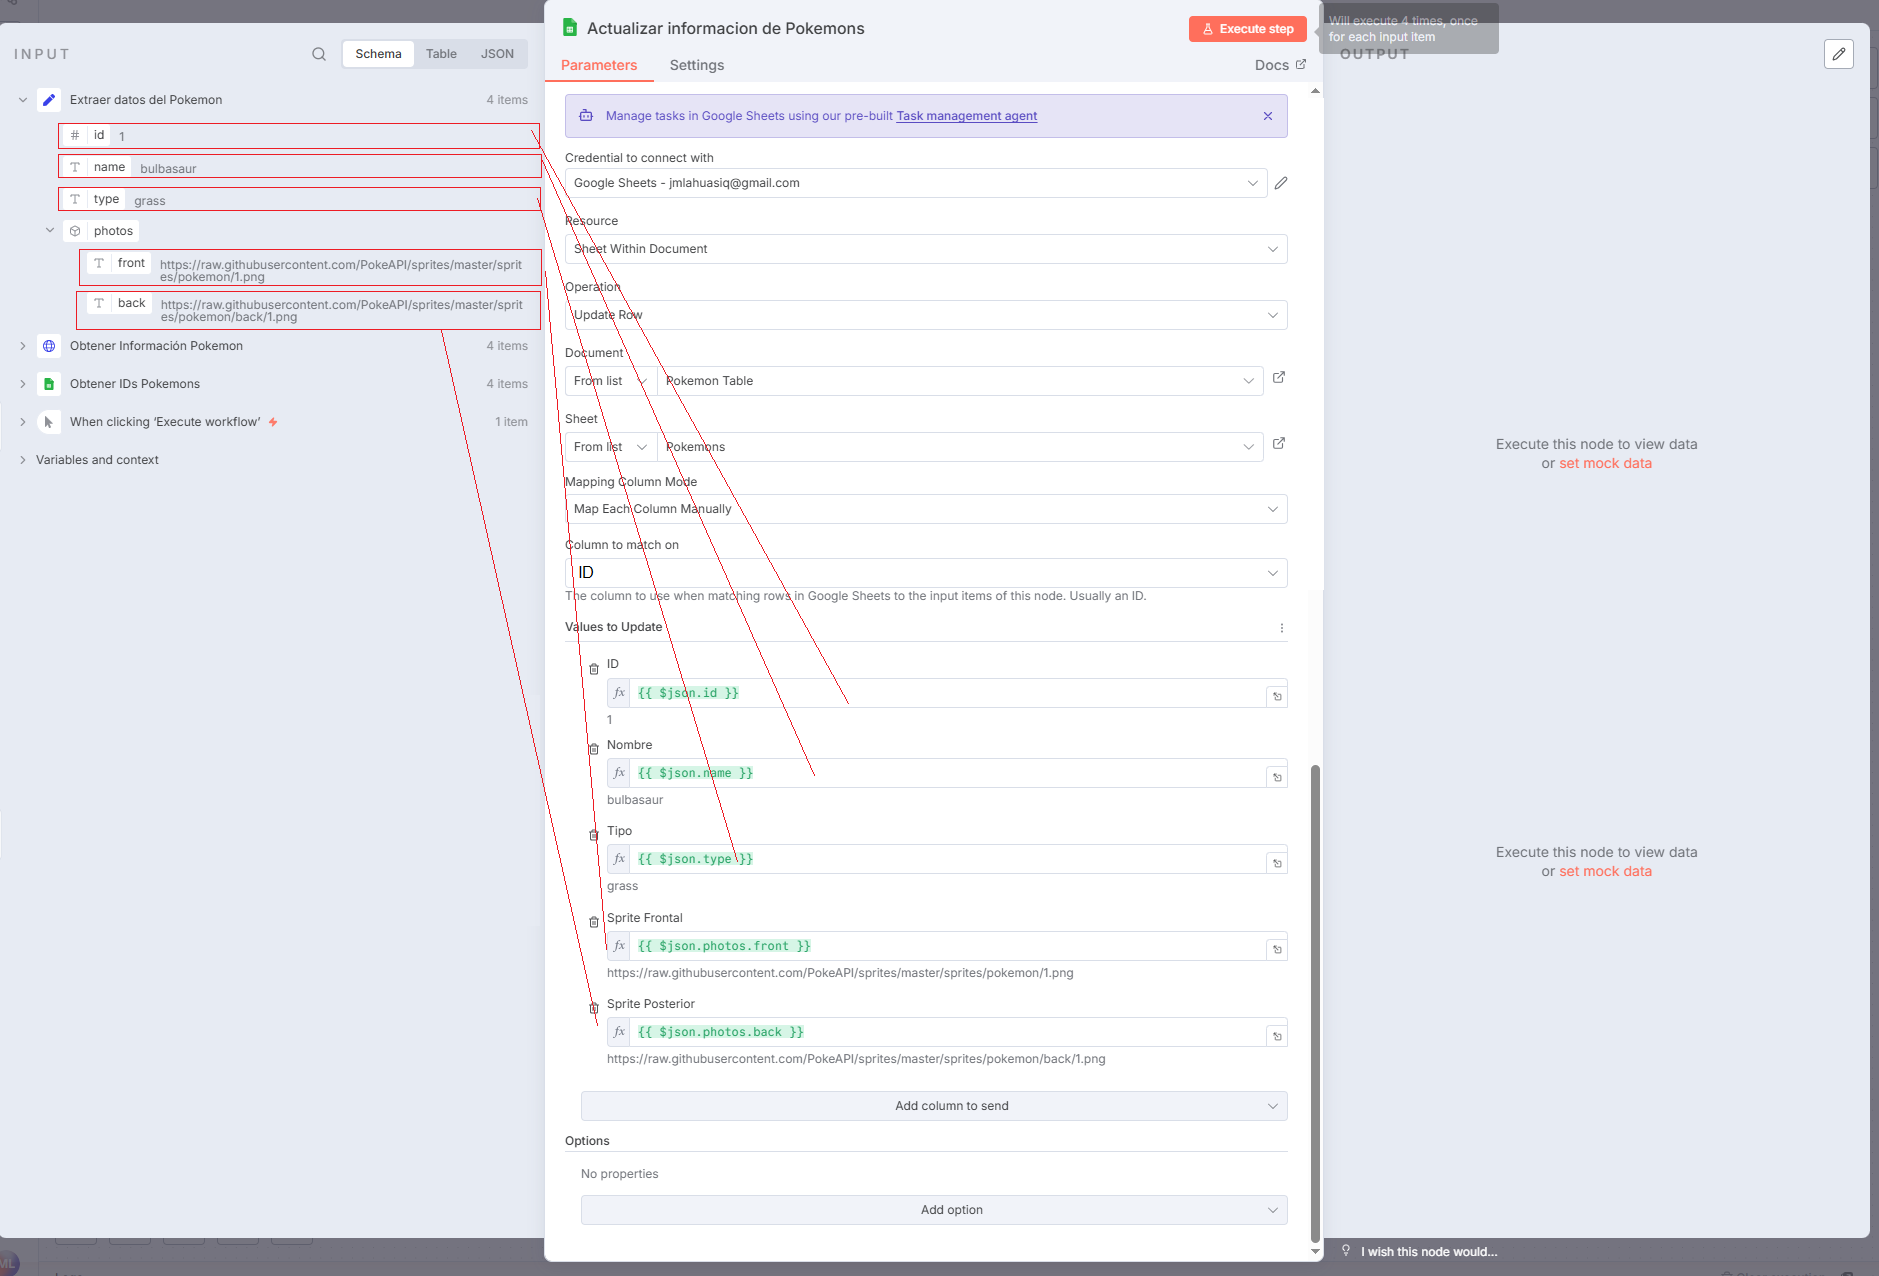 INPUT
Schema
Table
JSON
Extraer datos del Pokemon
4 items
# id 1
T name bulbasaur
T type grass
photos
T front https://raw.githubusercontent.com/PokeAPI/sprites/master/sprit
es/pokemon/1.png
T back https://raw.githubusercontent.com/PokeAPI/sprites/master/sprit
es/pokemon/back/1.png
Obtener Información Pokemon
4 items
Obtener IDs Pokemons
4 items
When clicking ‘Execute workflow’
1 item
Variables and context
ML
Actualizar informacion de Pokemons
Execute step
Parameters
Settings
Docs
Manage tasks in Google Sheets using our pre-built Task management agent
Credential to connect with
Google Sheets - jmlahuasiq@gmail.com
Resource
Sheet Within Document
Operation
Update Row
Document
From list
Pokemon Table
Sheet
From list
Pokemons
Mapping Column Mode
Map Each Column Manually
Column to match on
ID
The column to use when matching rows in Google Sheets to the input items of this node. Usually an ID.
Values to Update
ID
fx {{ $json.id }}
1
Nombre
fx {{ $json.name }}
bulbasaur
Tipo
fx {{ $json.type }}
grass
Sprite Frontal
fx {{ $json.photos.front }}
https://raw.githubusercontent.com/PokeAPI/sprites/master/sprites/pokemon/1.png
Sprite Posterior
fx {{ $json.photos.back }}
https://raw.githubusercontent.com/PokeAPI/sprites/master/sprites/pokemon/back/1.png
Add column to send
Options
No properties
Add option
Will execute 4 times, once
for each input item
OUTPUT
Execute this node to view data
or set mock data
Execute this node to view data
or set mock data
I wish this node would...